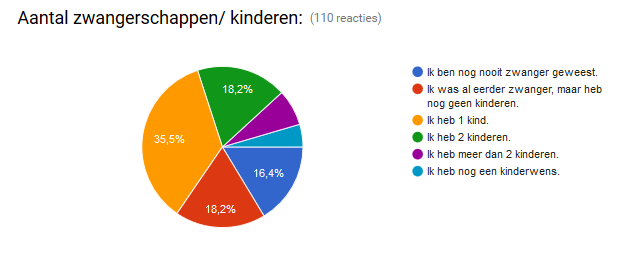 Aantal zwangerschappen/ kinderen: (110 reacties)
18,2%
35,5%
16,4%
18,2%
Ik ben nog nooit zwanger geweest.
Ik was al eerder zwanger, maar heb
nog geen kinderen.
Ik heb 1 kind.
Ik heb 2 kinderen.
Ik heb meer dan 2 kinderen.
Ik heb nog een kinderwens.